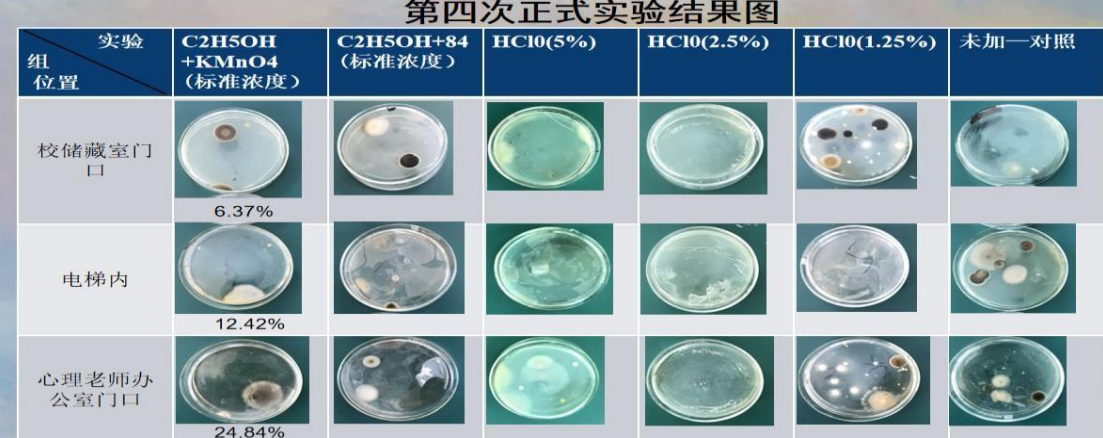 第四次正式实验结果图
实验
组
位置
C2H5OH
+KMnO4
（标准浓度）
C2H5OH+84
（标准浓度）
HCl0(5%)
HCl0(2.5%)
HCl0(1.25%)
未加—对照
校储藏室门
口
6.37%
电梯内
12.42%
心理老师办
公室门口
24.84%